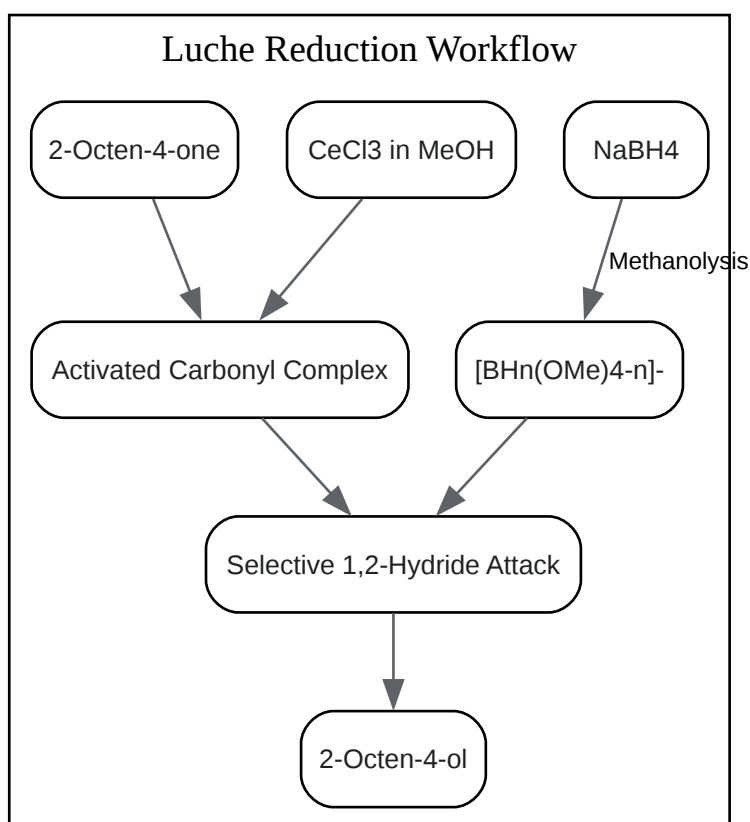 Luche Reduction Workflow
2-Octen-4-one
CeCl3 in MeOH
NaBH4
Methanolysis
Activated Carbonyl Complex
[BHn(OMe)4-n]-
Selective 1,2-Hydride Attack
2-Octen-4-ol